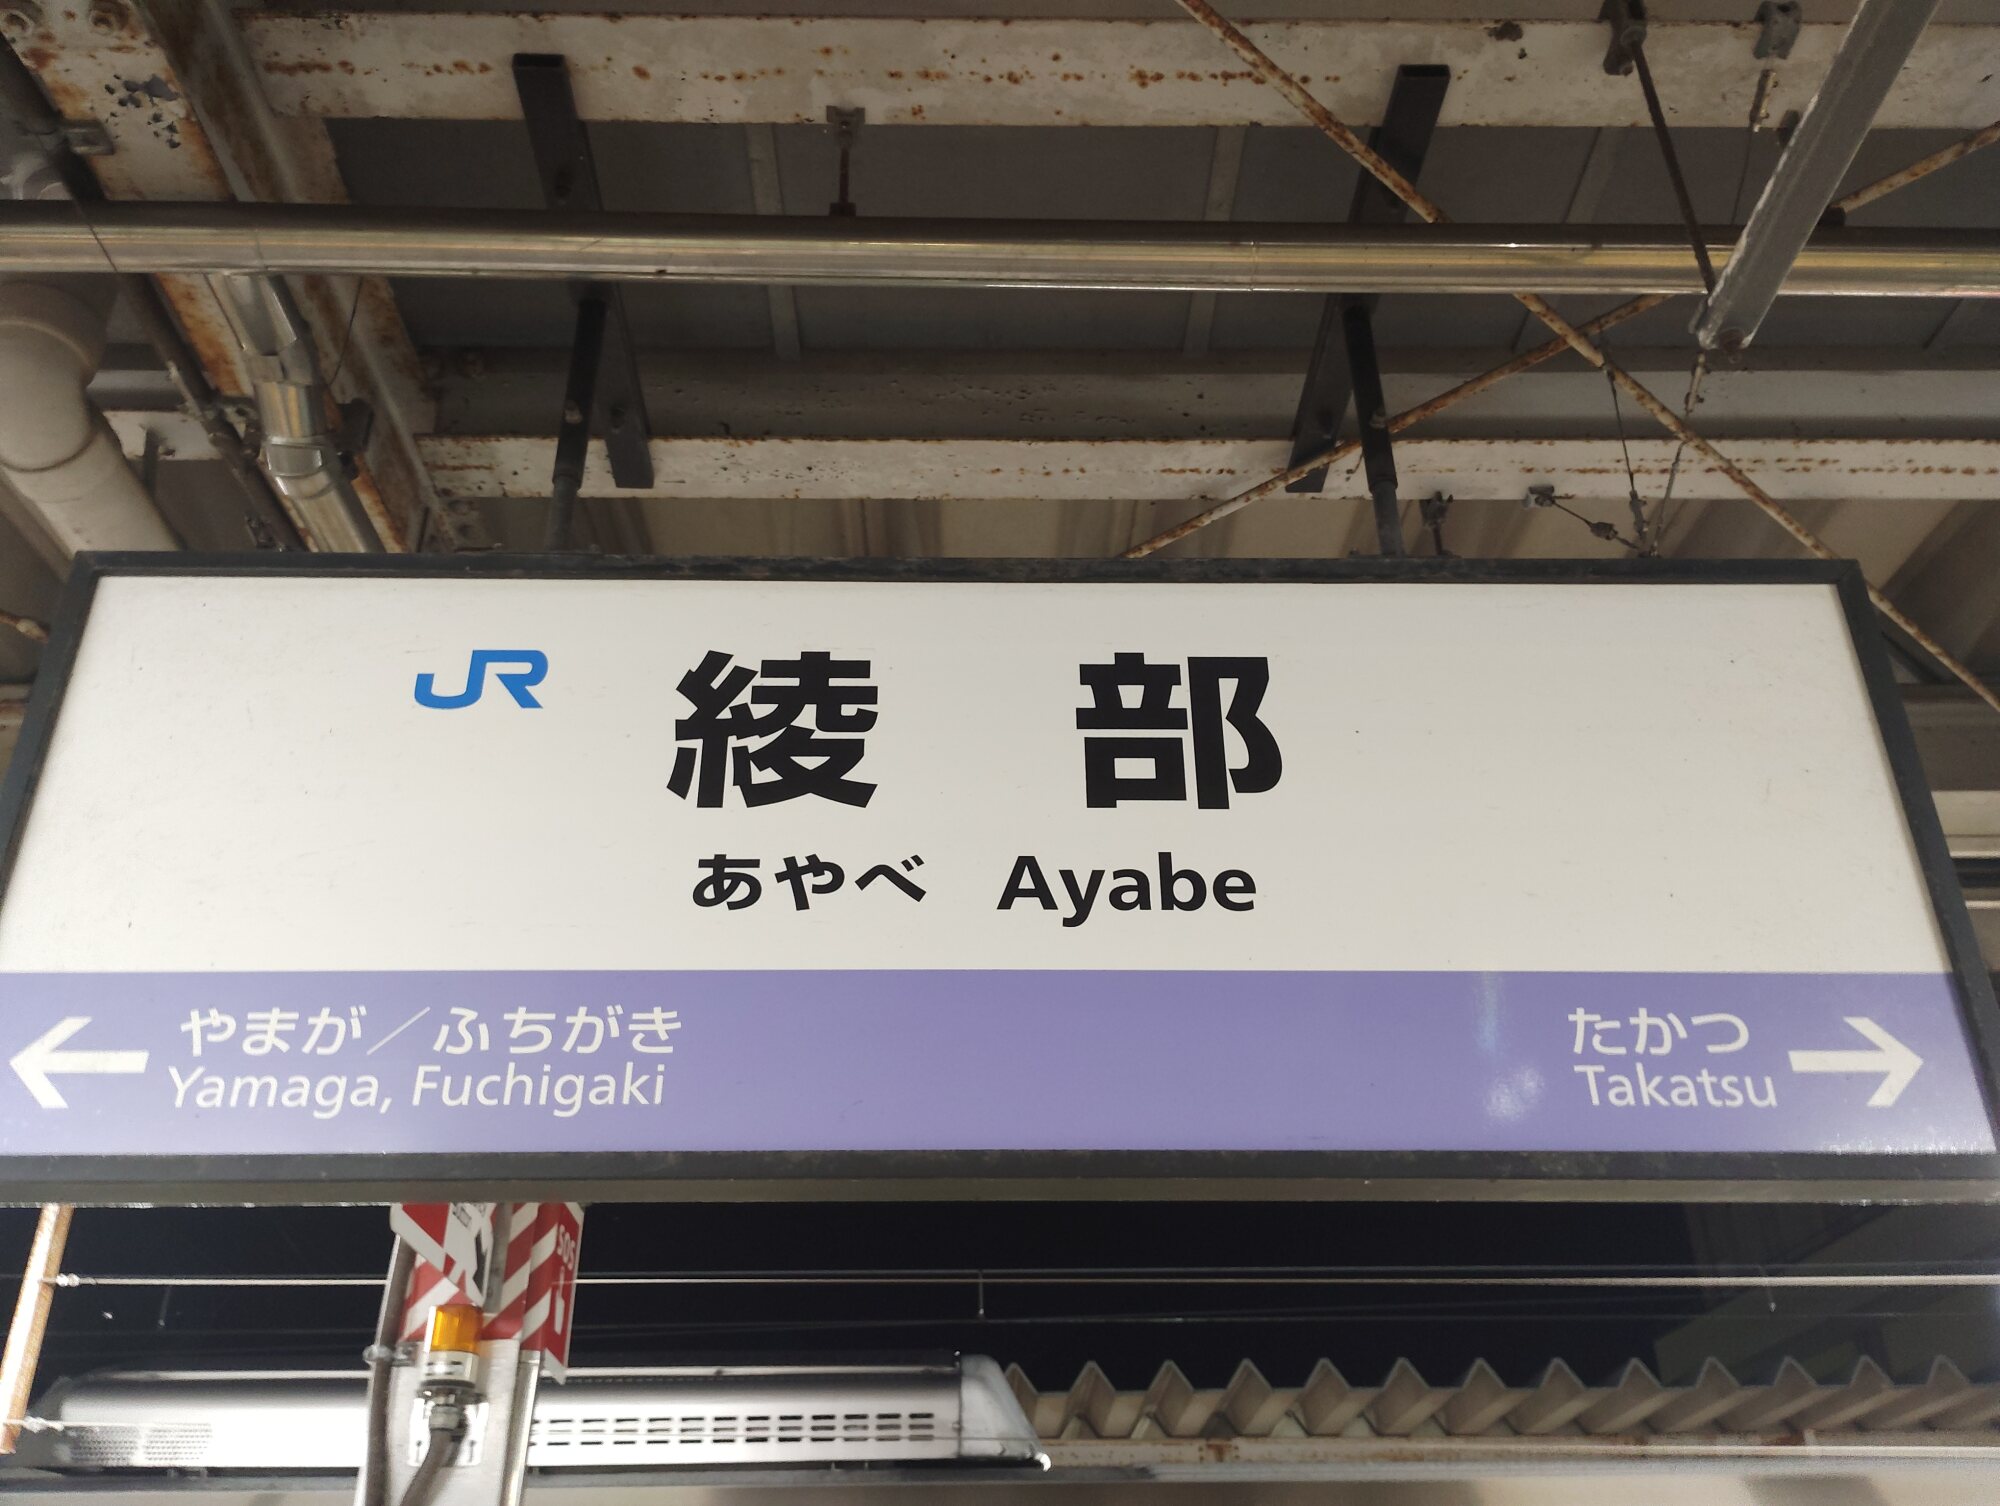 JR 綾部
あやべ Ayabe
やまが／ふちがき
Yamaga, Fuchigaki
たかつ
Takatsu
SOS